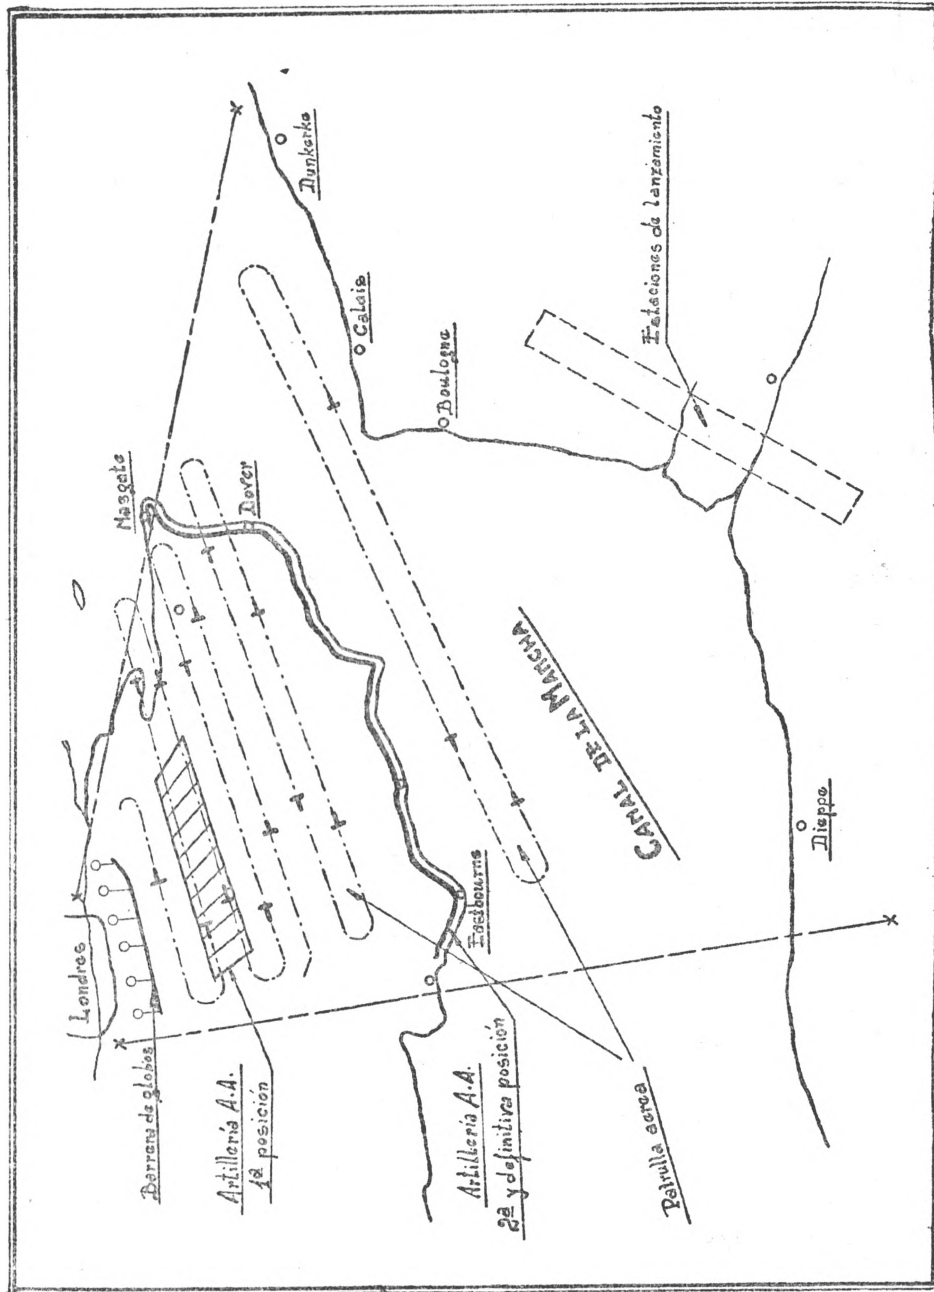 Londres
Barrera de globos
Artillería A.A.
1ª posición
Masgate
Dover
Eastbourne
Artillería A.A.
2ª y definitiva posición
Patrulla aerea
CANAL DE LA MANCHA
Dunkerke
Calais
Boulogne
Estaciones de lanzamiento
Dieppe